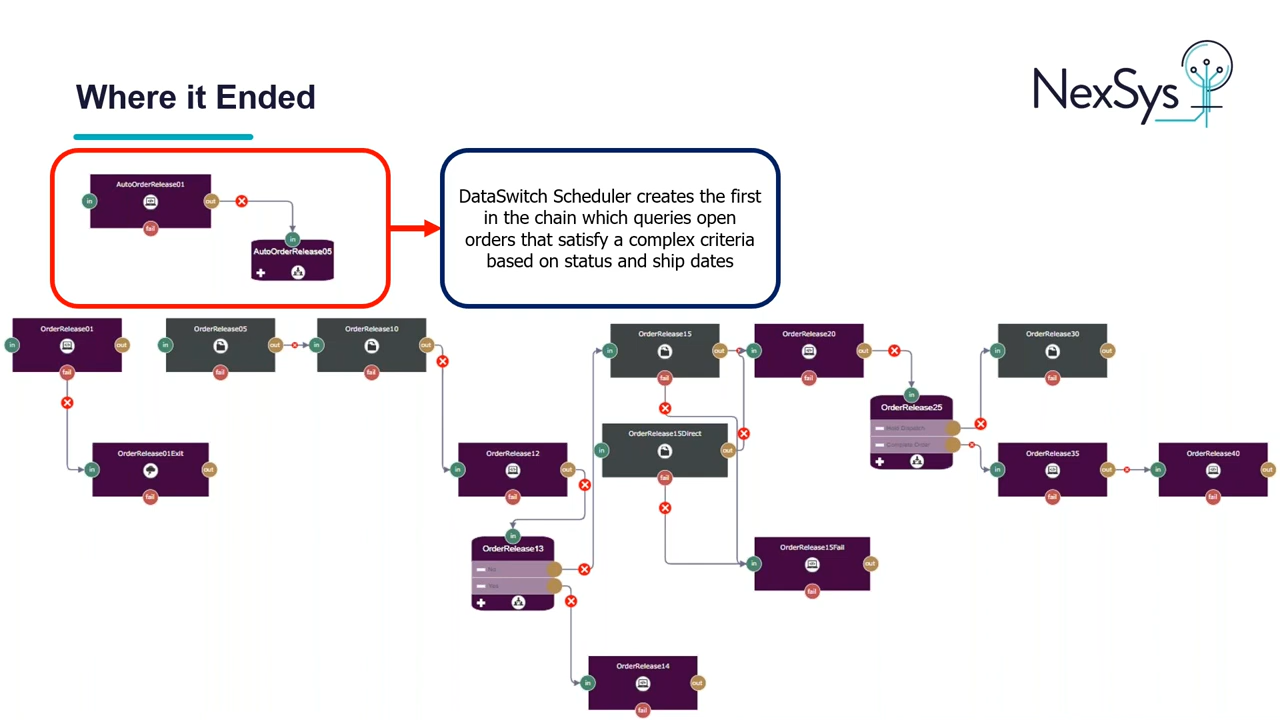 Where it Ended
NexSys
AutoOrderRelease01
in
out
fail
in
AutoOrderRelease05
DataSwitch Scheduler creates the first
in the chain which queries open
orders that satisfy a complex criteria
based on status and ship dates
OrderRelease01
in
out
fail
OrderRelease05
in
out
fail
OrderRelease10
in
out
fail
OrderRelease15
in
out
fail
OrderRelease20
in
out
fail
OrderRelease30
in
out
fail
in
OrderRelease25
Complete Order
OrderRelease15Direct
in
out
fail
OrderRelease01Exit
in
out
fail
OrderRelease12
in
out
fail
OrderRelease35
in
out
fail
OrderRelease40
in
out
fail
in
OrderRelease13
No
Yes
OrderRelease15Fail
in
out
fail
OrderRelease14
in
out
fail